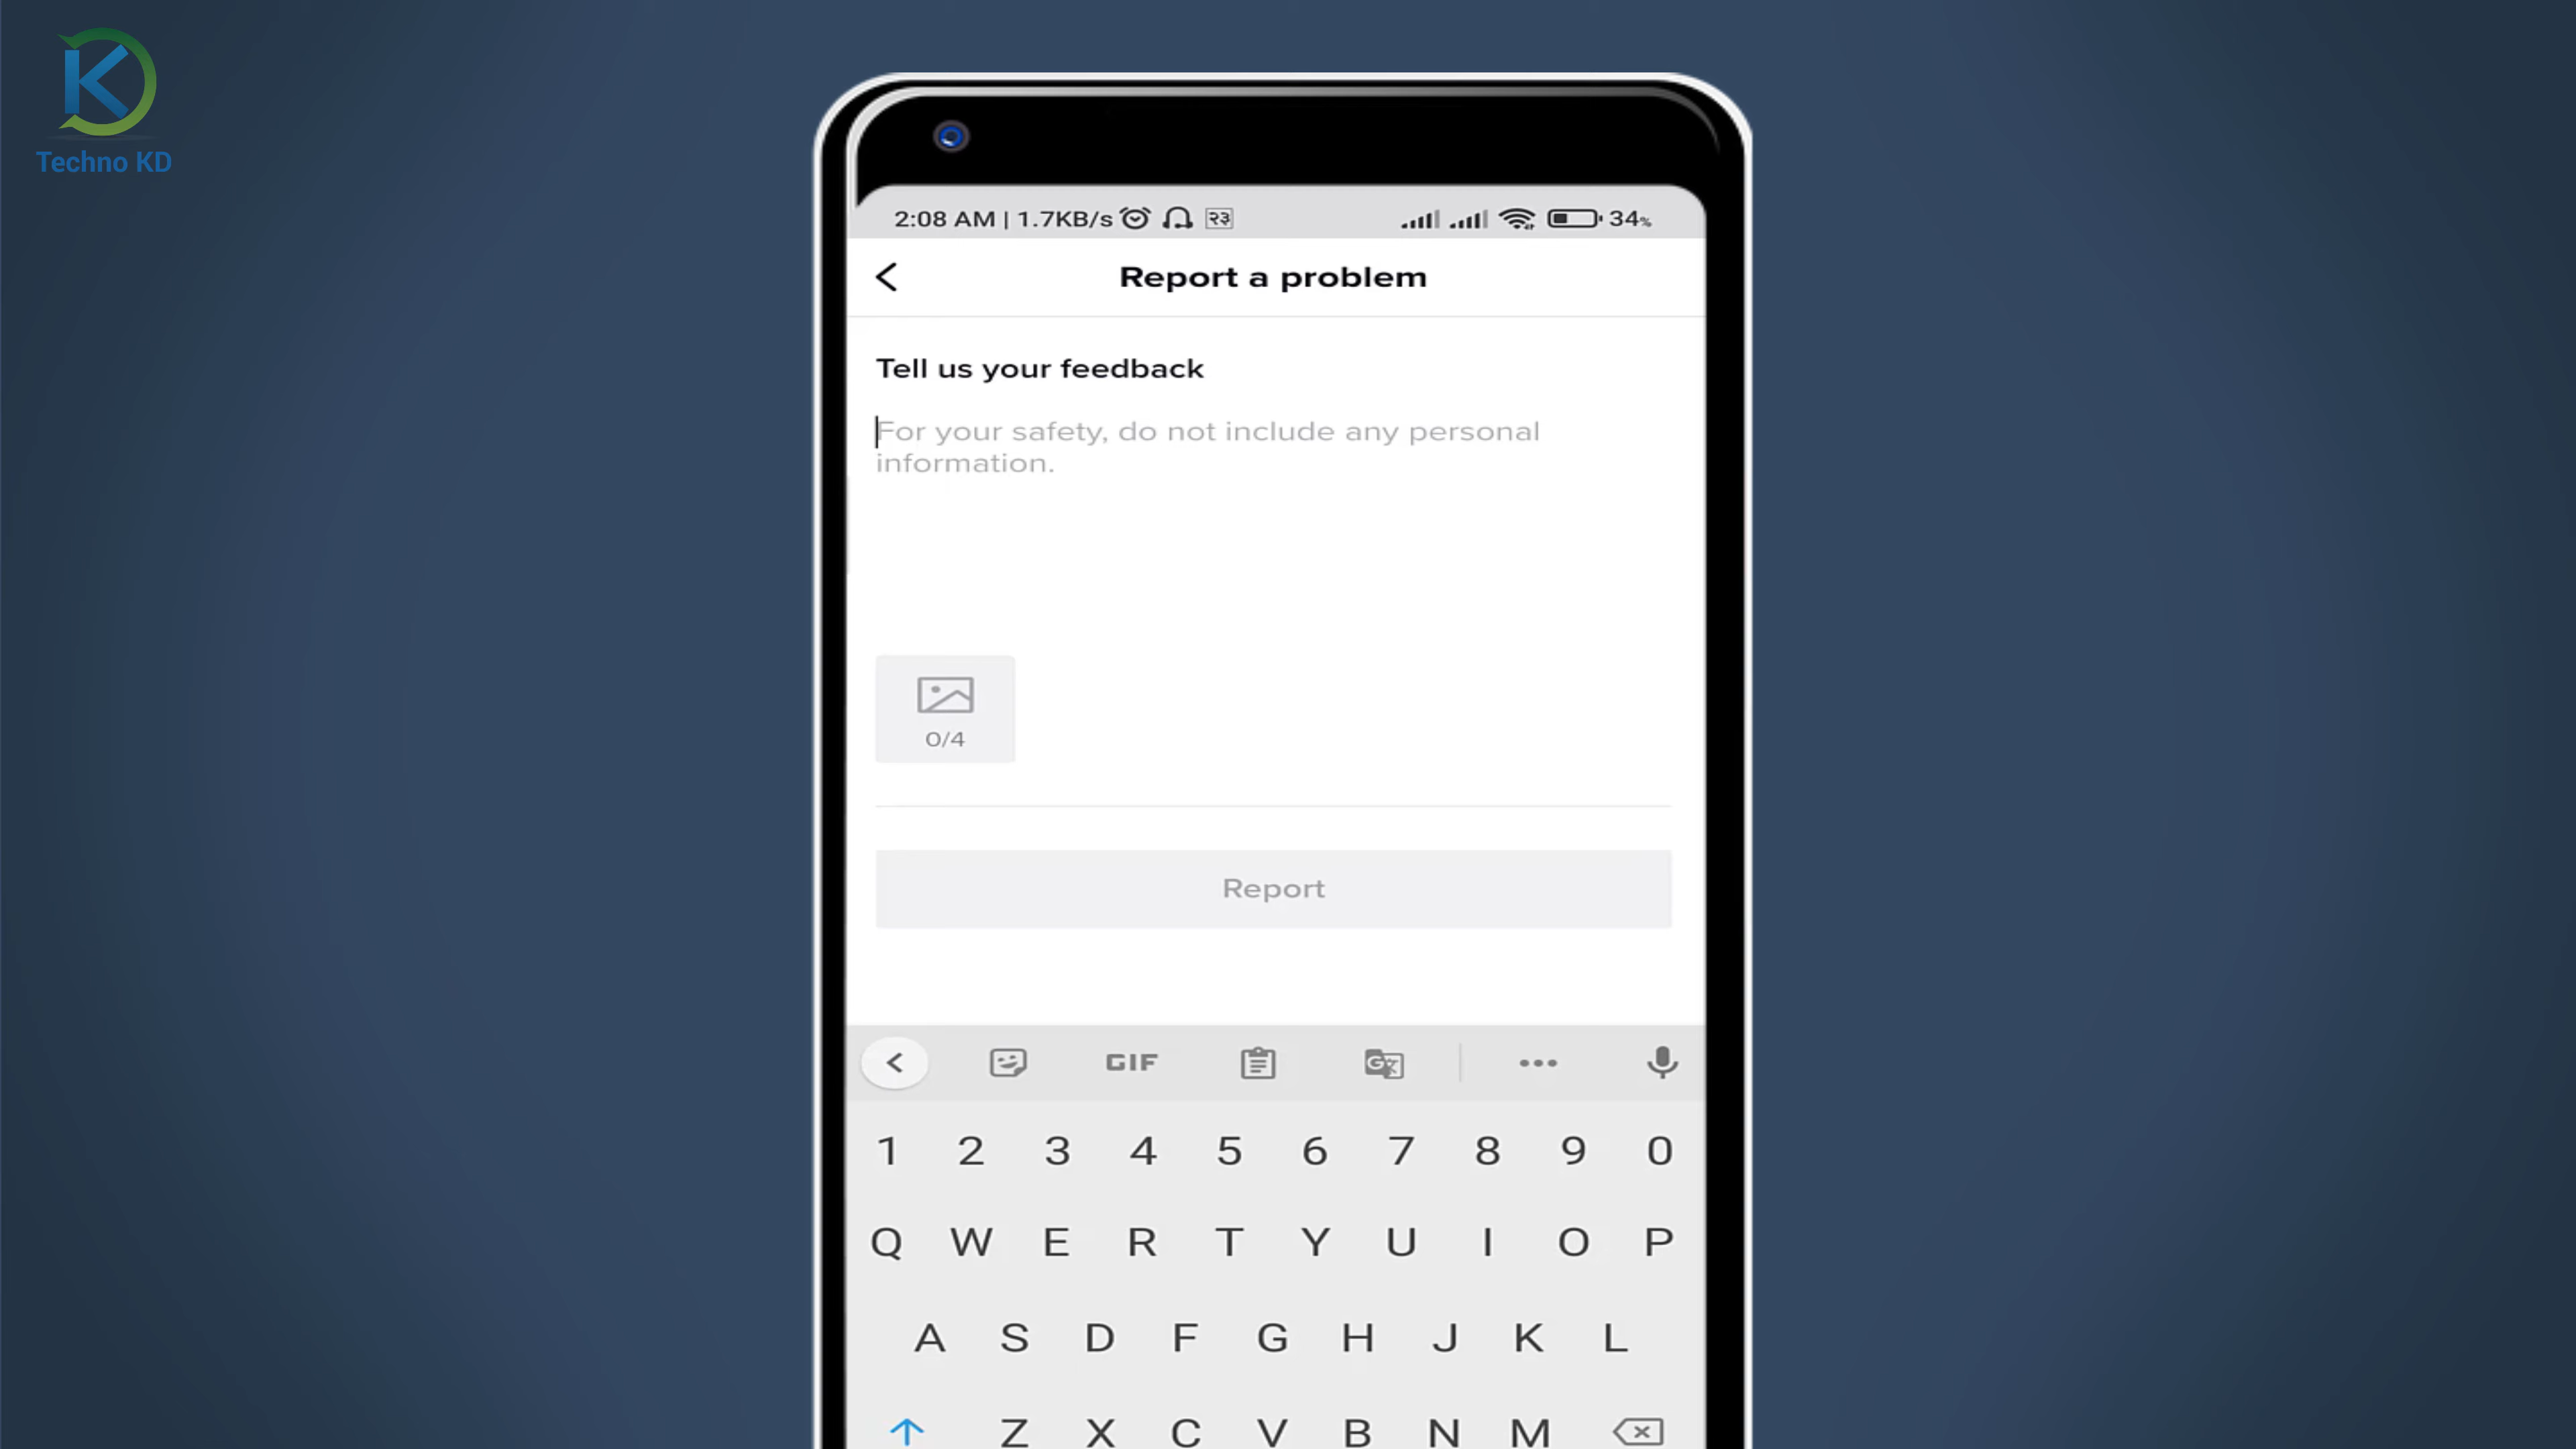 Techno KD
2:08 AM | 1.7KB/s २३ 34%
Report a problem
Tell us your feedback
For your safety, do not include any personal
information.
0/4
Report
GIF
1 2 3 4 5 6 7 8 9 0
Q W E R T Y U I O P
A S D F G H J K L
Z X C V B N M